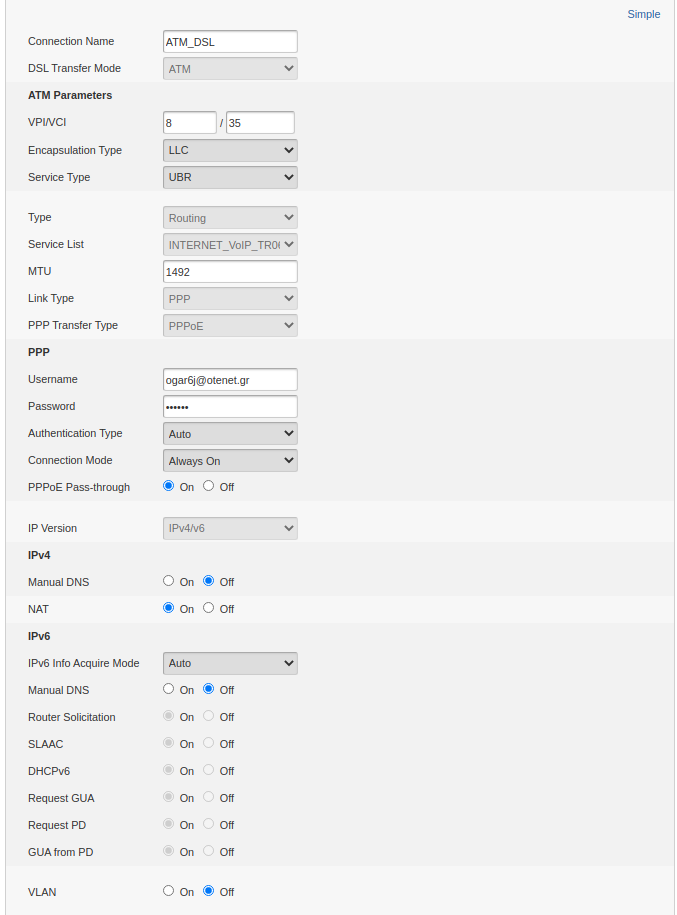 Simple
Connection Name ATM_DSL
DSL Transfer Mode ATM
ATM Parameters
VPI/VCI 8 / 35
Encapsulation Type LLC
Service Type UBR
Type Routing
Service List INTERNET_VoIP_TR0
MTU 1492
Link Type PPP
PPP Transfer Type PPPoE
PPP
Username ogar6j@otenet.gr
Password ••••••
Authentication Type Auto
Connection Mode Always On
PPPoE Pass-through On Off
IP Version IPv4/v6
IPv4
Manual DNS On Off
NAT On Off
IPv6
IPv6 Info Acquire Mode Auto
Manual DNS On Off
Router Solicitation On Off
SLAAC On Off
DHCPv6 On Off
Request GUA On Off
Request PD On Off
GUA from PD On Off
VLAN On Off